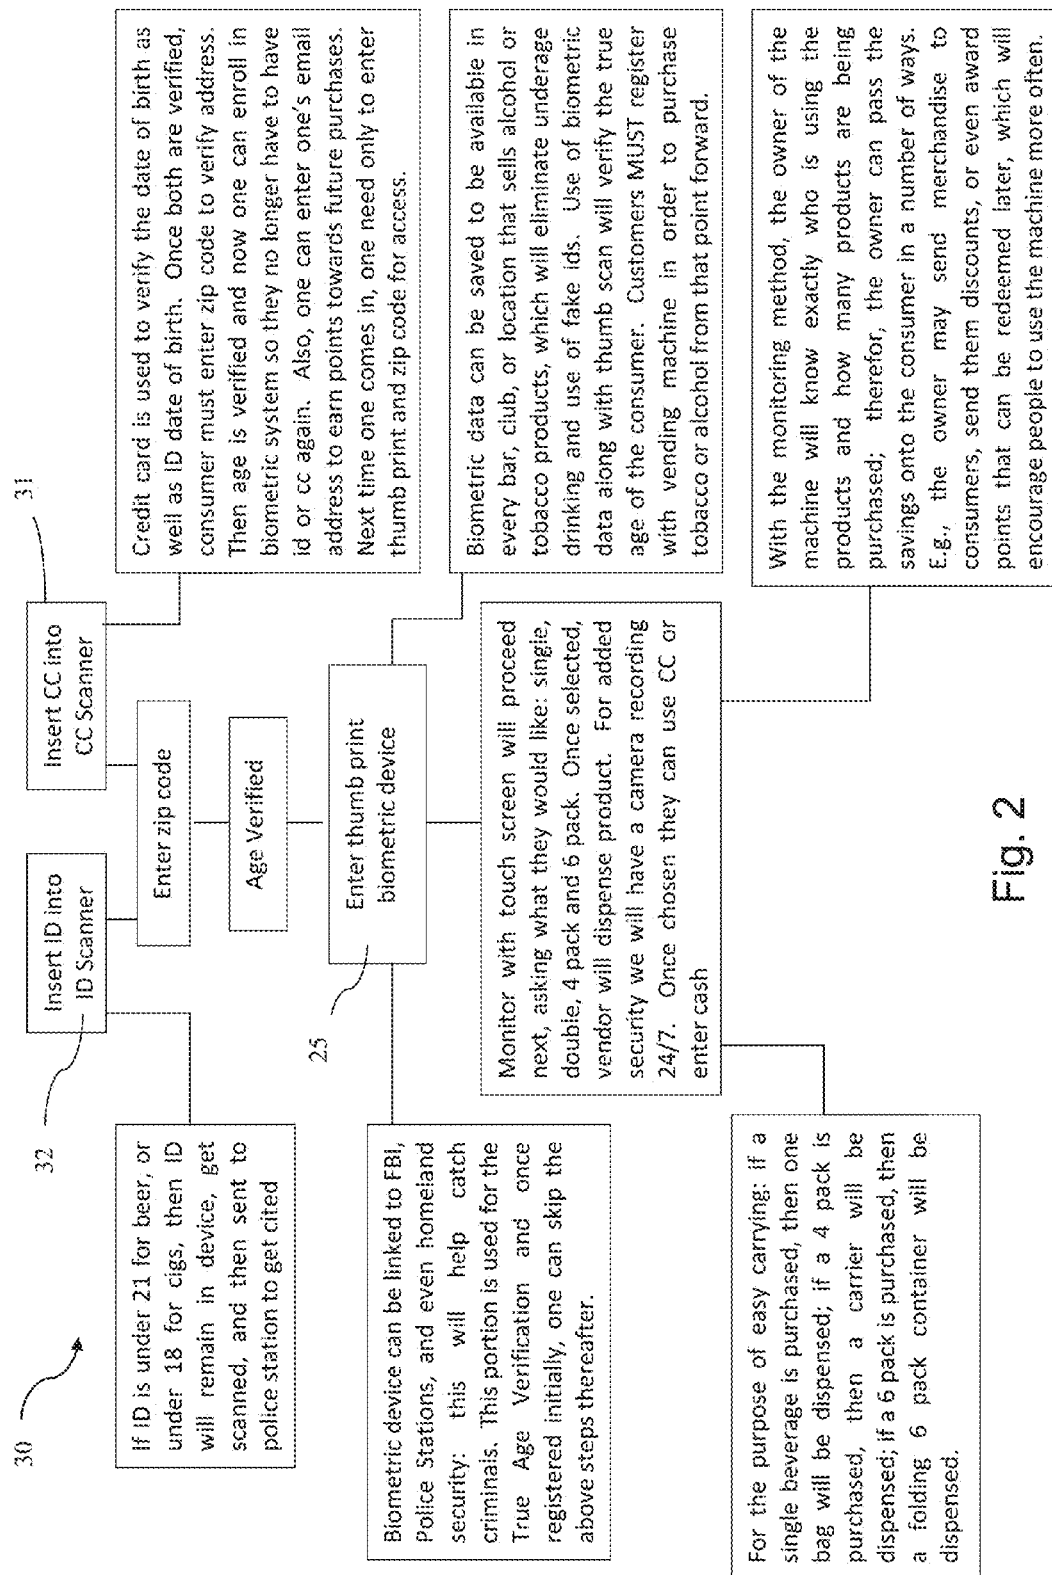 30
32
31
Insert ID into
ID Scanner
Insert CC into
CC Scanner
If ID is under 21 for beer, or
under 18 for cigs, then ID
will remain in device, get
scanned, and then sent to
police station to get cited
Enter zip code
Age Verified
Credit card is used to verify the date of birth as
well as ID date of birth. Once both are verified,
consumer must enter zip code to verify address.
Then age is verified and now one can enroll in
biometric system so they no longer have to have
id or cc again. Also, one can enter one's email
address to earn points towards future purchases.
Next time one comes in, one need only to enter
thumb print and zip code for access.
25
Enter thumb print
biometric device
Biometric device can be linked to FBI,
Police Stations, and even homeland
security: this will help catch
criminals. This portion is used for the
True Age Verification and once
registered initially, one can skip the
above steps thereafter.
Biometric data can be saved to be available in
every bar, club, or location that sells alcohol or
tobacco products, which will eliminate underage
drinking and use of fake ids. Use of biometric
data along with thumb scan will verify the true
age of the consumer. Customers MUST register
with vending machine in order to purchase
tobacco or alcohol from that point forward.
Monitor with touch screen will proceed
next, asking what they would like: single,
double, 4 pack and 6 pack. Once selected,
vendor will dispense product. For added
security we will have a camera recording
24/7. Once chosen they can use CC or
enter cash
For the purpose of easy carrying: if a
single beverage is purchased, then one
bag will be dispensed; if a 4 pack is
purchased, then a carrier will be
dispensed; if a 6 pack is purchased, then
a folding 6 pack container will be
dispensed.
With the monitoring method, the owner of the
machine will know exactly who is using the
products and how many products are being
purchased; therefor, the owner can pass the
savings onto the consumer in a number of ways.
E.g., the owner may send merchandise to
consumers, send them discounts, or even award
points that can be redeemed later, which will
encourage people to use the machine more often.
Fig. 2